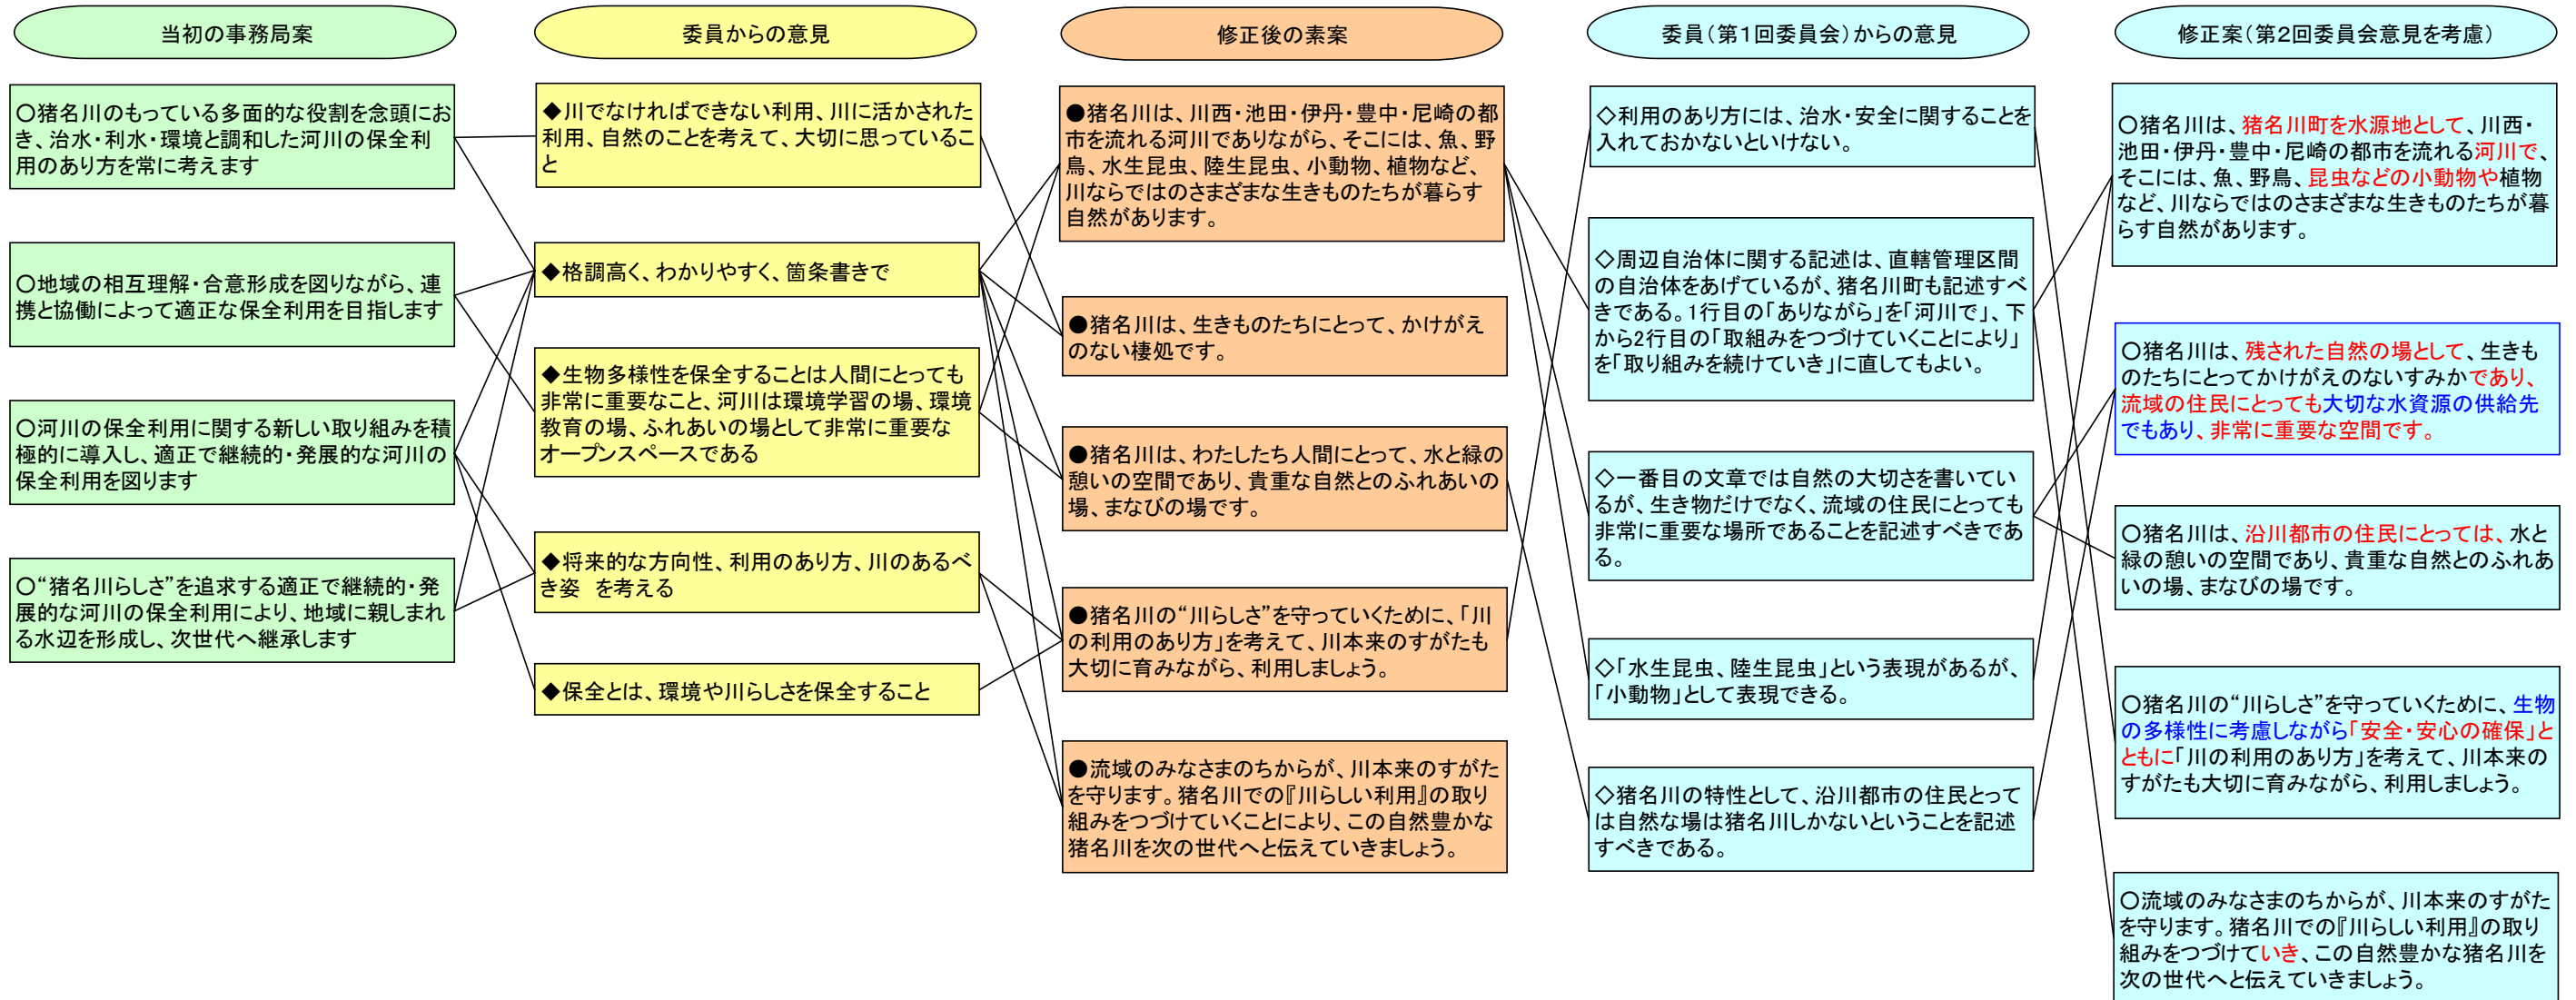 当初の事務局案
○猪名川のもっている多面的な役割を念頭にお
き、治水・利水・環境と調和した河川の保全利
用のあり方を常に考えます
○地域の相互理解・合意形成を図りながら、連
携と協働によって適正な保全利用を目指します
○河川の保全利用に関する新しい取り組みを積
極的に導入し、適正で継続的・発展的な河川の
保全利用を図ります
○“猪名川らしさ”を追求する適正で継続的・発
展的な河川の保全利用により、地域に親しまれ
る水辺を形成し、次世代へ継承します
委員からの意見
◆川でなければできない利用、川に活かされた
利用、自然のことを考えて、大切に思っているこ
と
◆格調高く、わかりやすく、箇条書きで
◆生物多様性を保全することは人間にとっても
非常に重要なこと、河川は環境学習の場、環境
教育の場、ふれあいの場として非常に重要な
オープンスペースである
◆将来的な方向性、利用のあり方、川のあるべ
き姿　を考える
◆保全とは、環境や川らしさを保全すること
修正後の素案
●猪名川は、川西・池田・伊丹・豊中・尼崎の都
市を流れる河川でありながら、そこには、魚、野
鳥、水生昆虫、陸生昆虫、小動物、植物など、
川ならではのさまざまな生きものたちが暮らす
自然があります。
●猪名川は、生きものたちにとって、かけがえ
のない棲処です。
●猪名川は、わたしたち人間にとって、水と緑の
憩いの空間であり、貴重な自然とのふれあいの
場、まなびの場です。
●猪名川の“川らしさ”を守っていくために、「川
の利用のあり方」を考えて、川本来のすがたも
大切に育みながら、利用しましょう。
●流域のみなさまのちからが、川本来のすがた
を守ります。猪名川での『川らしい利用』の取り
組みをつづけていくことにより、この自然豊かな
猪名川を次の世代へと伝えていきましょう。
委員（第１回委員会）からの意見
◇利用のあり方には、治水・安全に関することを
入れておかないといけない。
◇周辺自治体に関する記述は、直轄管理区間
の自治体をあげているが、猪名川町も記述すべ
きである。1行目の「ありながら」を「河川で」、下
から2行目の「取組みをつづけていくことにより」
を「取り組みを続けていき」に直してもよい。
◇一番目の文章では自然の大切さを書いてい
るが、生き物だけでなく、流域の住民にとっても
非常に重要な場所であることを記述すべきであ
る。
◇「水生昆虫、陸生昆虫」という表現があるが、
「小動物」として表現できる。
◇猪名川の特性として、沿川都市の住民とって
は自然な場は猪名川しかないということを記述
すべきである。
修正案（第２回委員会意見を考慮）
○猪名川は、猪名川町を水源地として、川西・
池田・伊丹・豊中・尼崎の都市を流れる河川で、
そこには、魚、野鳥、昆虫などの小動物や植物
など、川ならではのさまざまな生きものたちが暮
らす自然があります。
○猪名川は、残された自然の場として、生きも
のたちにとってかけがえのないすみかであり、
流域の住民にとっても大切な水資源の供給先
でもあり、非常に重要な空間です。
○猪名川は、沿川都市の住民にとっては、水と
緑の憩いの空間であり、貴重な自然とのふれあ
いの場、まなびの場です。
○猪名川の“川らしさ”を守っていくために、生物
の多様性に考慮しながら「安全・安心の確保」と
ともに「川の利用のあり方」を考えて、川本来の
すがたも大切に育みながら、利用しましょう。
○流域のみなさまのちからが、川本来のすがた
を守ります。猪名川での『川らしい利用』の取り
組みをつづけていき、この自然豊かな猪名川を
次の世代へと伝えていきましょう。